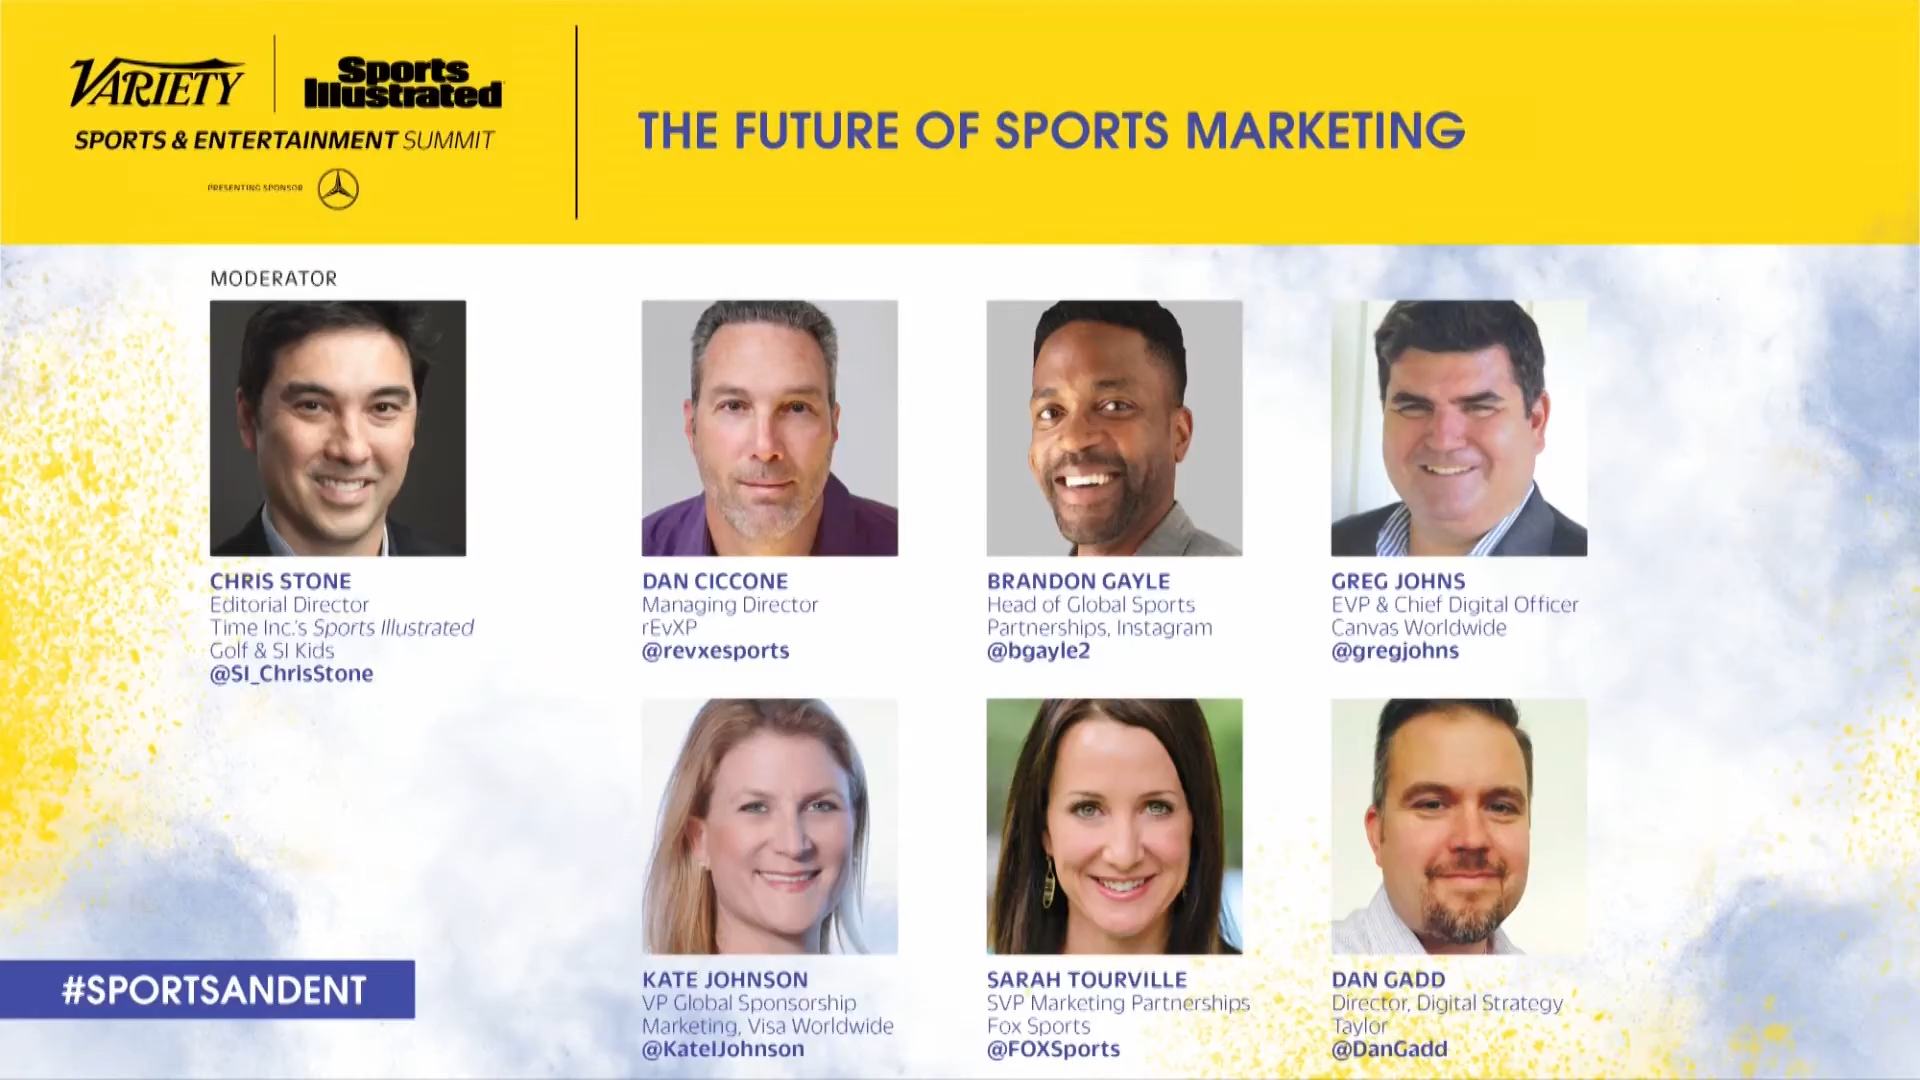 VARIETY
Sports
Illustrated
SPORTS & ENTERTAINMENT SUMMIT
PRESENTING SPONSOR
THE FUTURE OF SPORTS MARKETING
MODERATOR
CHRIS STONE
Editorial Director
Time Inc.'s Sports Illustrated
Golf & SI Kids
@SI_ChrisStone
DAN CICCONE
Managing Director
rEvXP
@revxesports
BRANDON GAYLE
Head of Global Sports
Partnerships, Instagram
@bgayle2
GREG JOHNS
EVP & Chief Digital Officer
Canvas Worldwide
@gregjohns
KATE JOHNSON
VP Global Sponsorship
Marketing, Visa Worldwide
@KateIJohnson
SARAH TOURVILLE
SVP Marketing Partnerships
Fox Sports
@FOXSports
DAN GADD
Director, Digital Strategy
Taylor
@DanGadd
#SPORTSANDENT